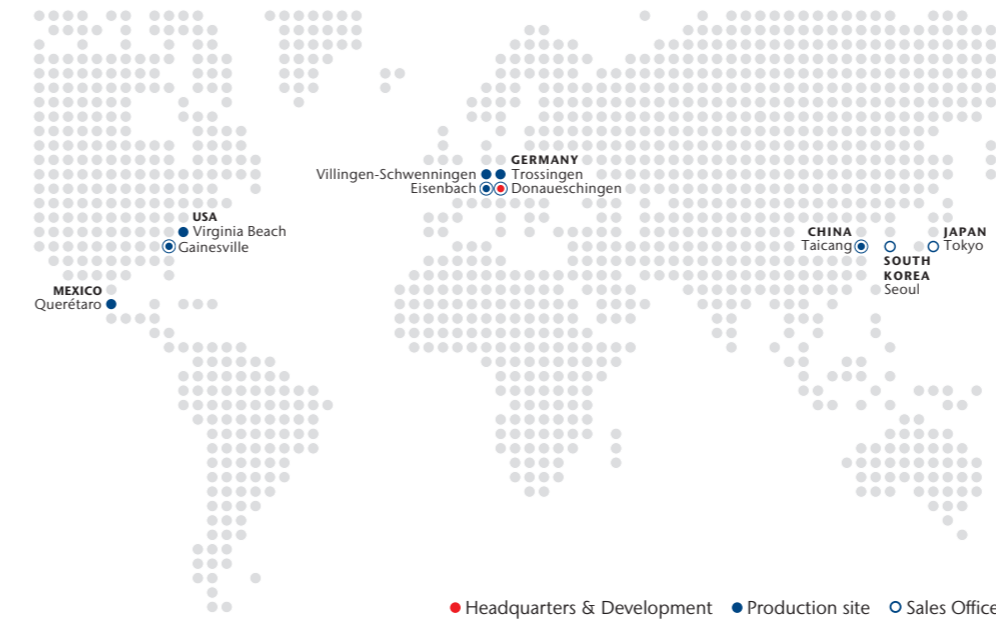 GERMANY
Villingen-Schwenningen Trossingen
Eisenbach Donaueschingen
USA
Virginia Beach
Gainesville
CHINA
Taicang
JAPAN
Tokyo
SOUTH
KOREA
Seoul
MEXICO
Querétaro
Headquarters & Development Production site Sales Office